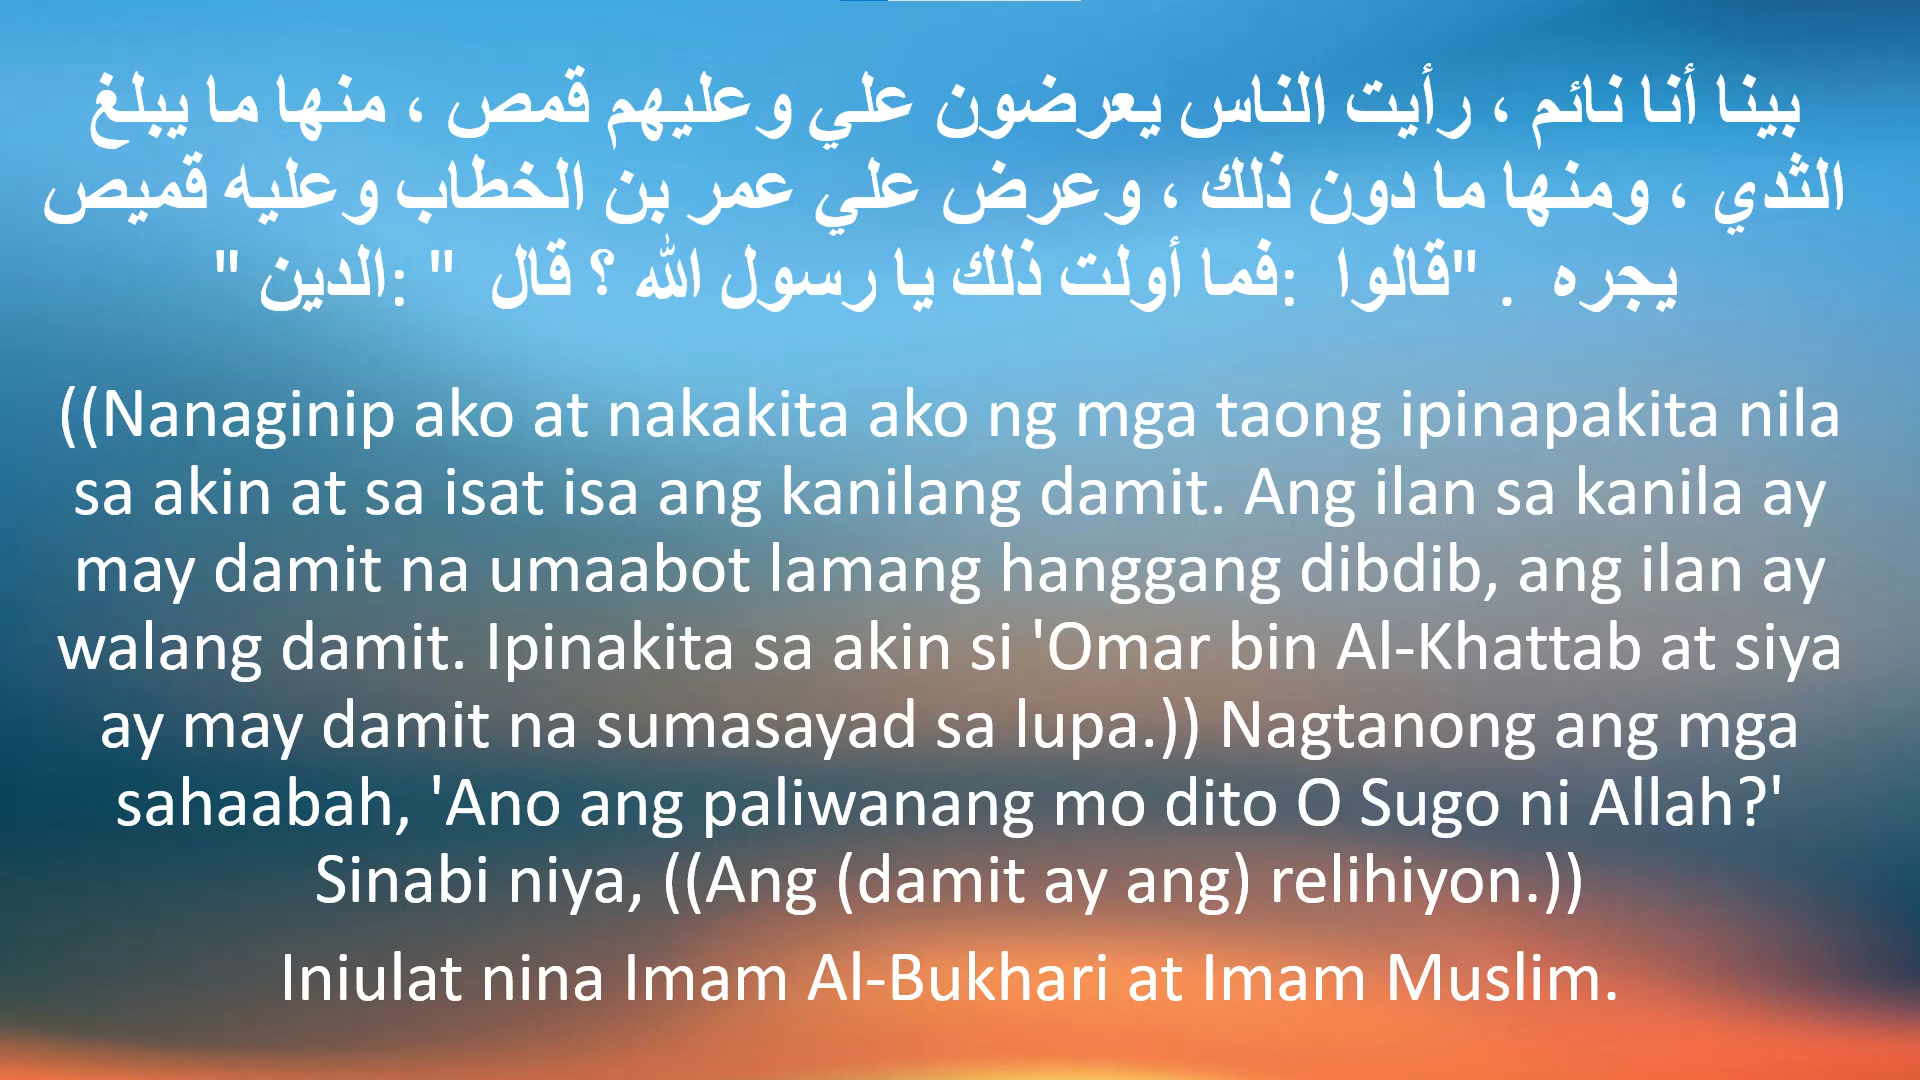 بينا أنا نائم ، رأيت الناس يعرضون علي وعليهم قمص ، منها ما يبلغ
الثدي ، ومنها ما دون ذلك ، وعرض علي عمر بن الخطاب وعليه قميص
يجره . "قالوا :فما أولت ذلك يا رسول الله ؟ قال " :الدين "
((Nanaginip ako at nakakita ako ng mga taong ipinapakita nila
sa akin at sa isat isa ang kanilang damit. Ang ilan sa kanila ay
may damit na umaabot lamang hanggang dibdib, ang ilan ay
walang damit. Ipinakita sa akin si 'Omar bin Al-Khattab at siya
ay may damit na sumasayad sa lupa.)) Nagtanong ang mga
sahaabah, 'Ano ang paliwanang mo dito O Sugo ni Allah?'
Sinabi niya, ((Ang (damit ay ang) relihiyon.))
Iniulat nina Imam Al-Bukhari at Imam Muslim.